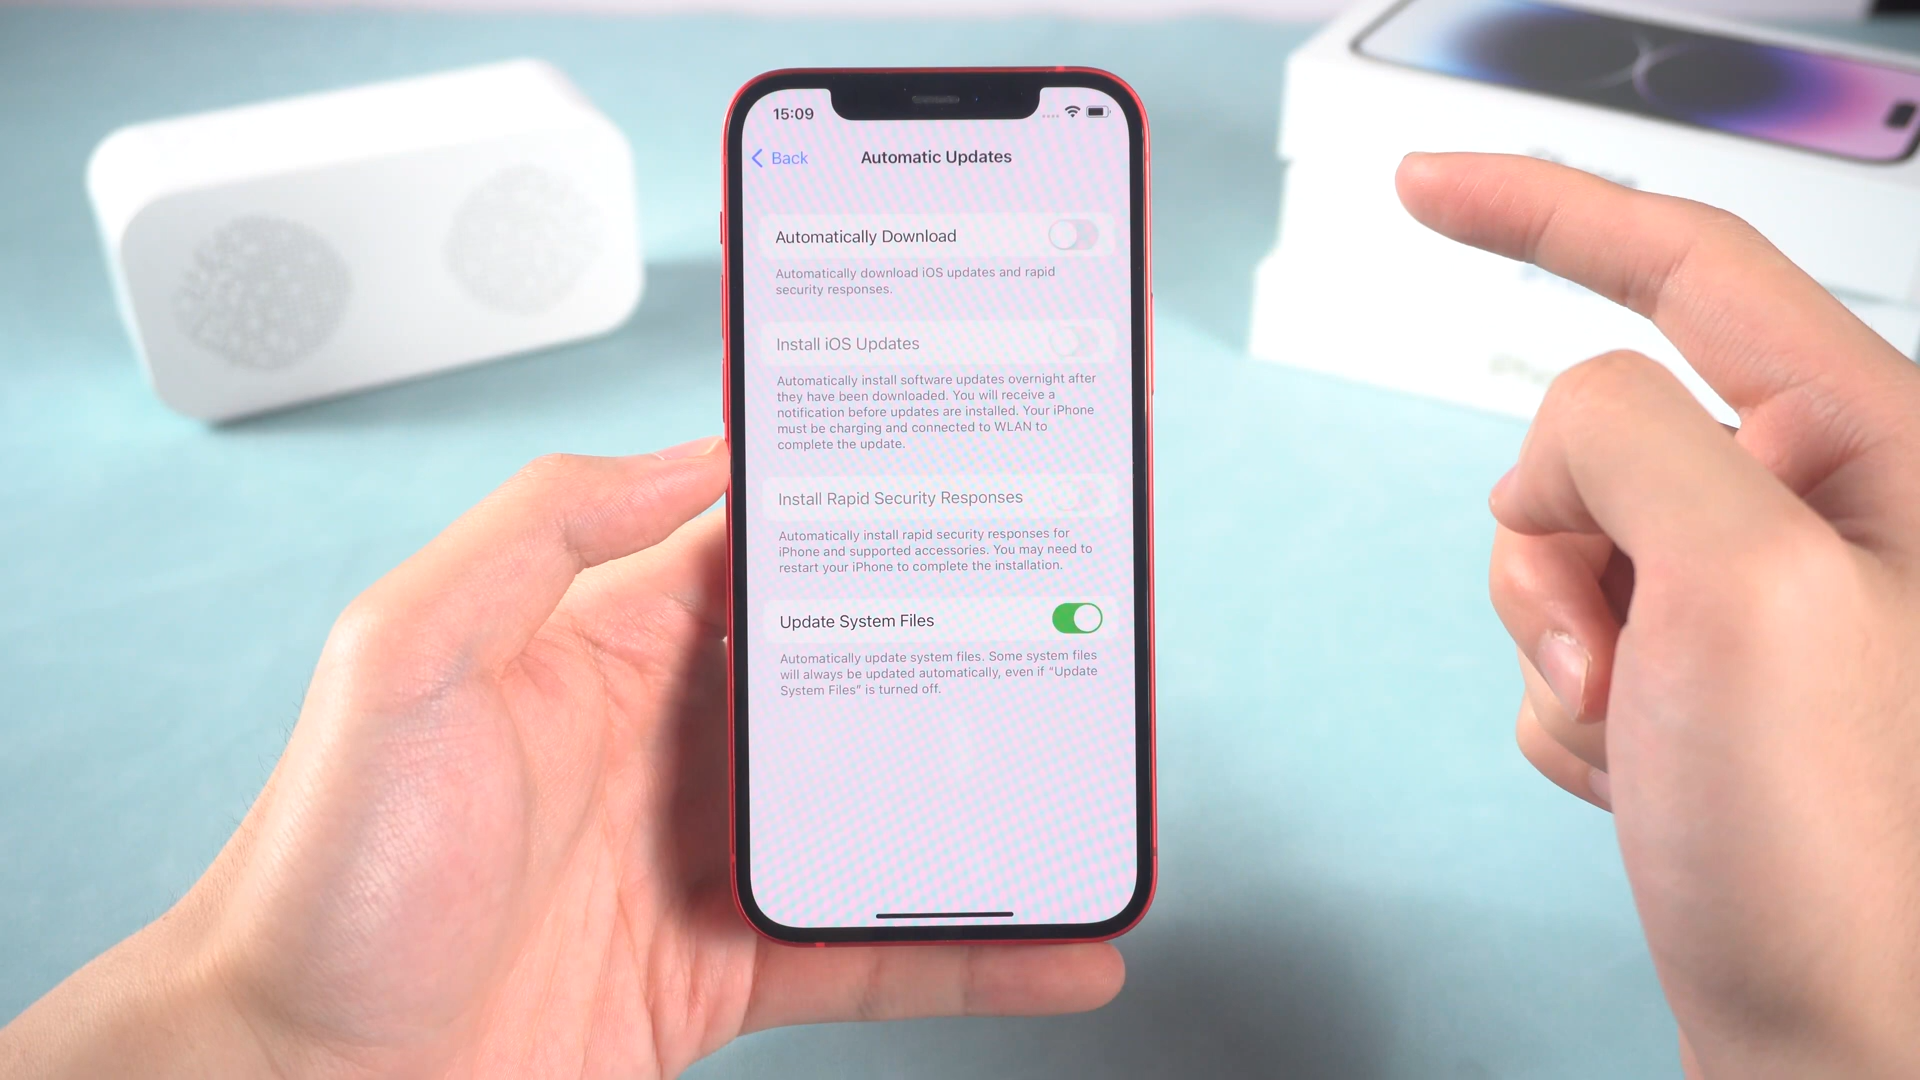 15:09
Back
Automatic Updates
Automatically Download
Automatically download iOS updates and rapid
security responses.
Install iOS Updates
Automatically install software updates overnight after
they have been downloaded. You will receive a
notification before updates are installed. Your iPhone
must be charging and connected to WLAN to
complete the update.
Install Rapid Security Responses
Automatically install rapid security responses for
iPhone and supported accessories. You may need to
restart your iPhone to complete the installation.
Update System Files
Automatically update system files. Some system files
will always be updated automatically, even if “Update
System Files” is turned off.